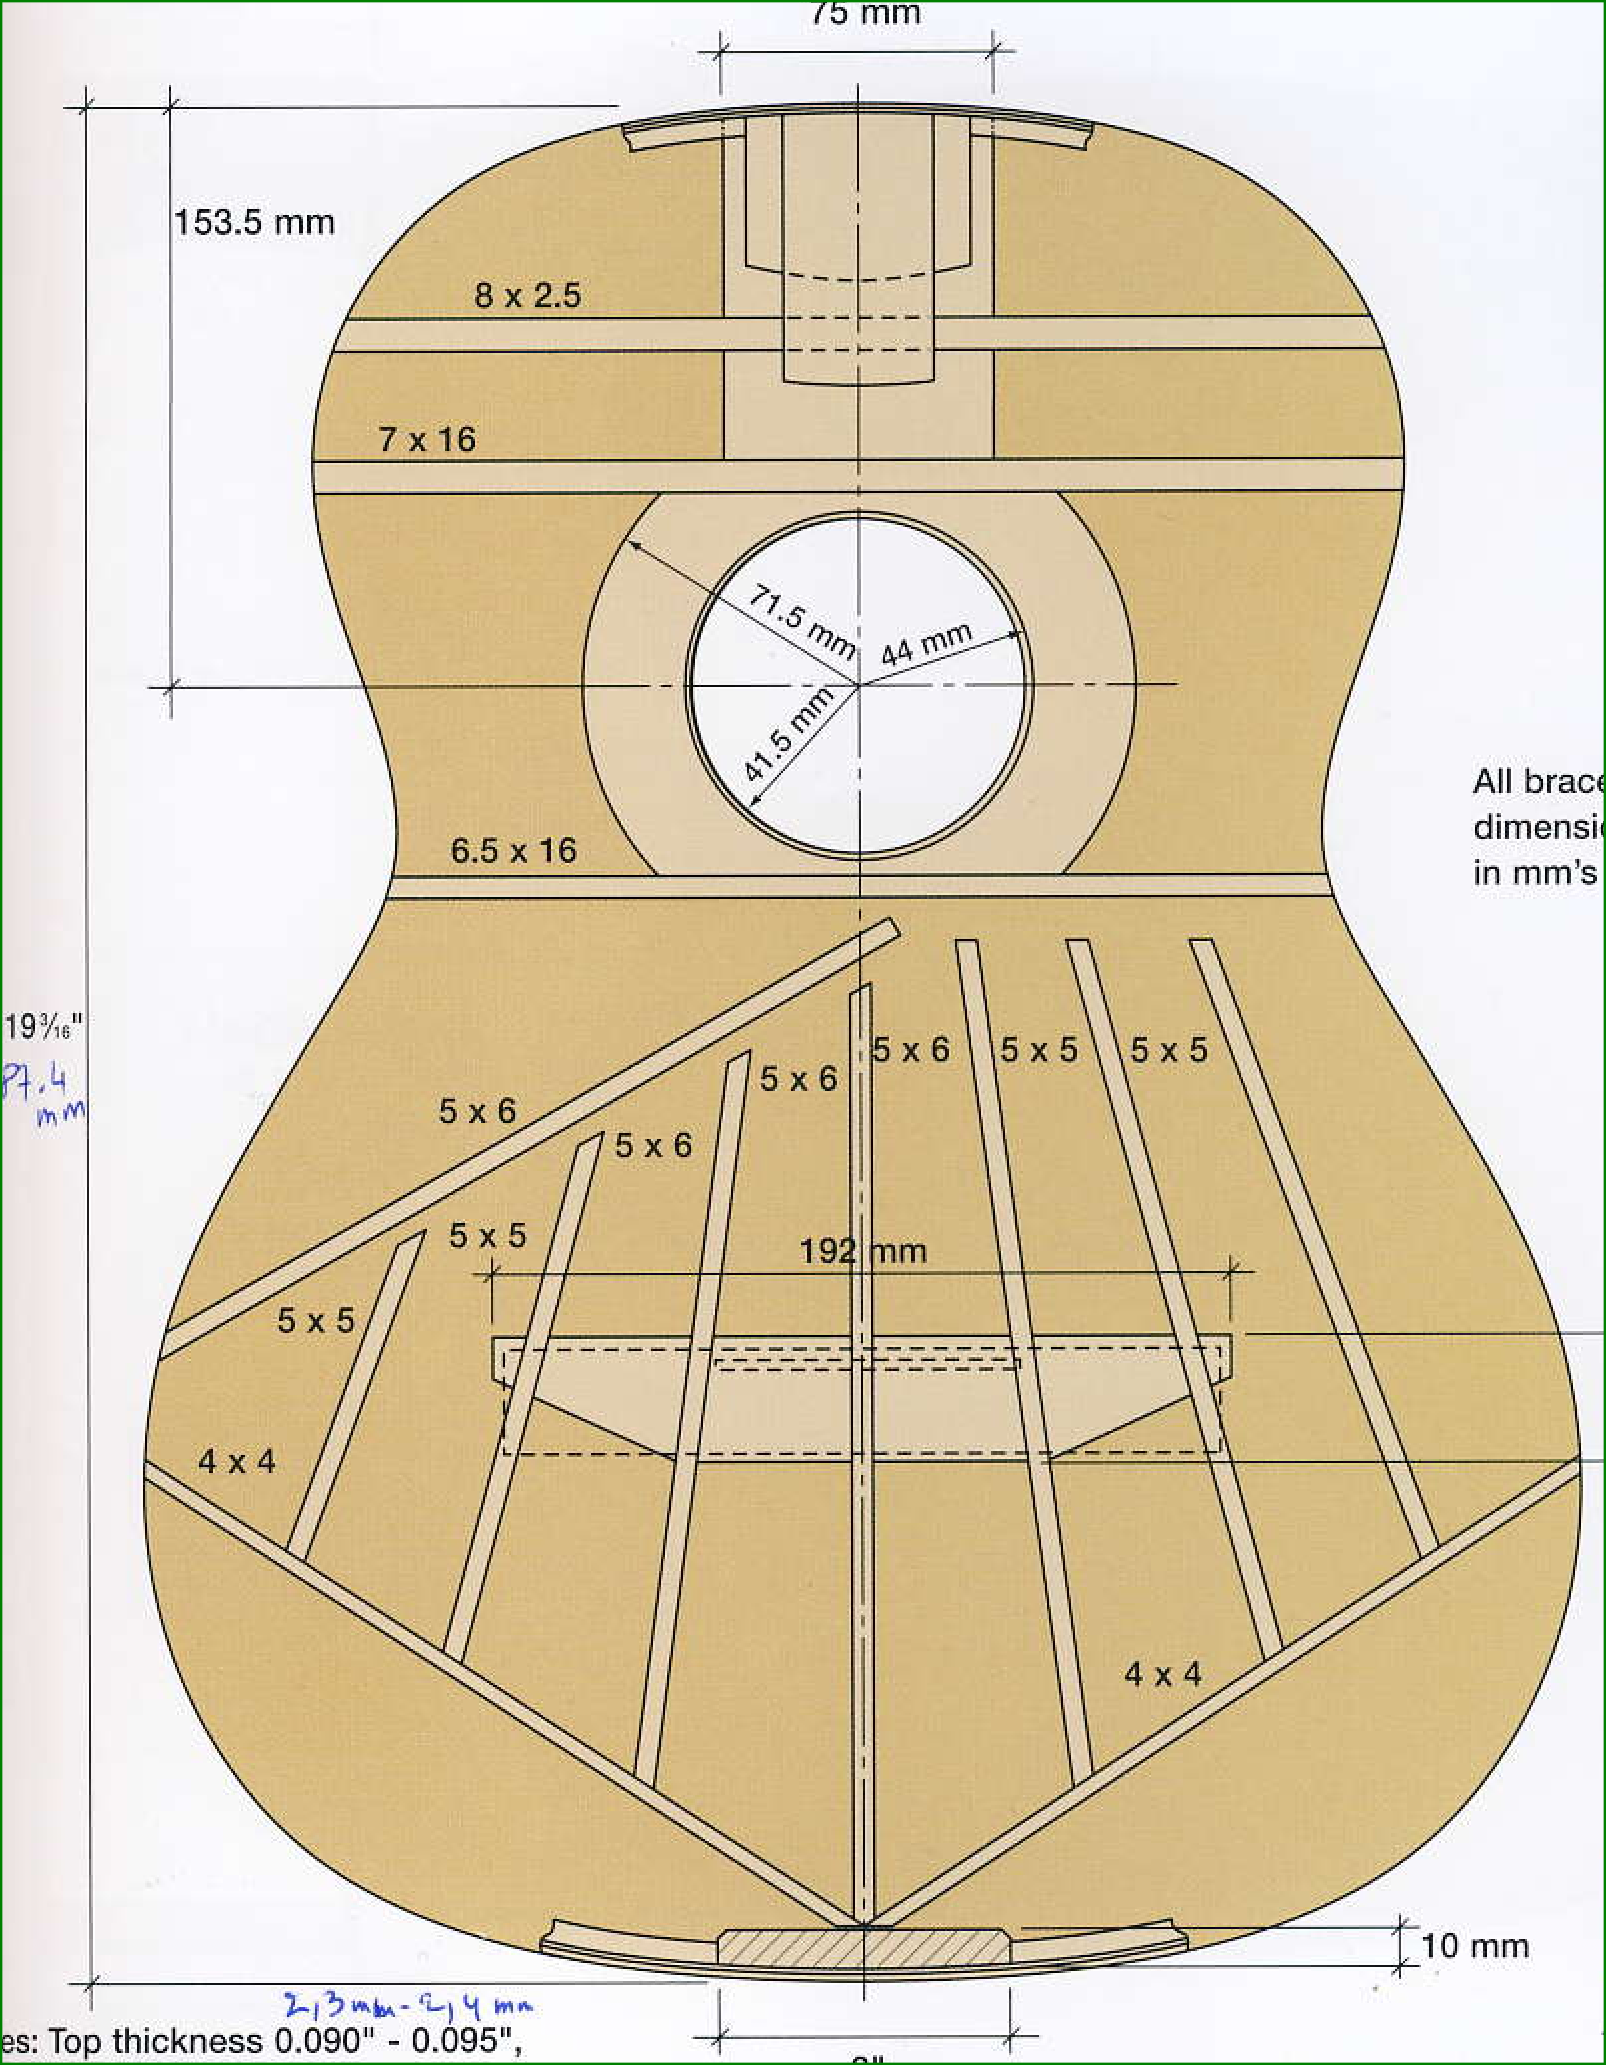 75 mm
153.5 mm
8 x 2.5
7 x 16
71.5 mm
44 mm
41.5 mm
6.5 x 16
All brace
dimensi
in mm's
19 3/16"
87.4
mm
5 x 6
5 x 5
5 x 5
5 x 6
5 x 6
5 x 6
192 mm
5 x 5
5 x 5
4 x 4
4 x 4
10 mm
2,3 mm - 2,4 mm
es: Top thickness 0.090" - 0.095",